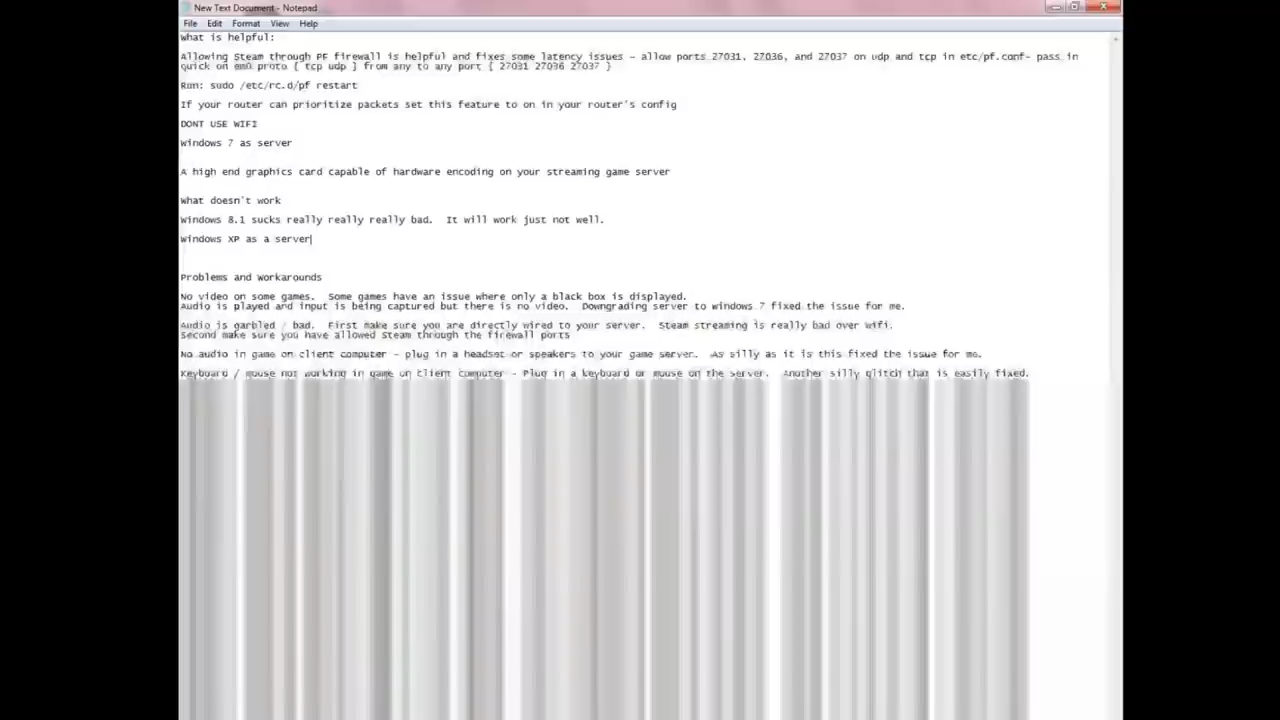 New Text Document - Notepad
File Edit Format View Help
What is helpful:
Allowing Steam through PF firewall is helpful and fixes some latency issues - allow ports 27031, 27036, and 27037 on udp and tcp in etc/pf.conf- pass in
quick on em0 proto { tcp udp } from any to any port { 27031 27036 27037 }
Run: sudo /etc/rc.d/pf restart
If your router can prioritize packets set this feature to on in your router's config
DONT USE WIFI
Windows 7 as server
A high end graphics card capable of hardware encoding on your streaming game server
What doesn't work
Windows 8.1 sucks really really really bad. It will work just not well.
Windows XP as a server
Problems and Workarounds
No video on some games. Some games have an issue where only a black box is displayed.
Audio is played and input is being captured but there is no video. Downgrading server to windows 7 fixed the issue for me.
Audio is garbled / bad. First make sure you are directly wired to your server. Steam streaming is really bad over wifi.
Second make sure you have allowed Steam through the firewall ports
No audio in game on client computer - plug in a headset or speakers to your game server. As silly as it is this fixed the issue for me.
Keyboard / mouse not working in game on client computer - Plug in a keyboard or mouse on the server. Another silly glitch that is easily fixed.